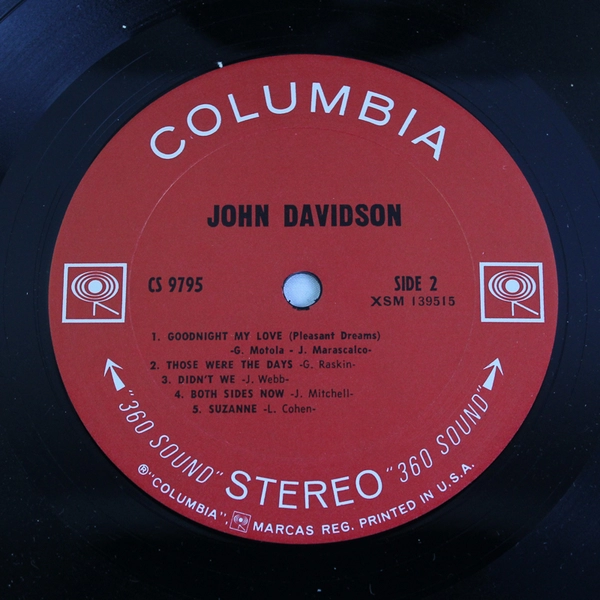 COLUMBIA
JOHN DAVIDSON
CS 9795
SIDE 2
XSM 139515
1. GOODNIGHT MY LOVE (Pleasant Dreams)
-G. Motola - J. Marascalco-
2. THOSE WERE THE DAYS -G. Raskin-
3. DIDN'T WE -J. Webb-
4. BOTH SIDES NOW -J. Mitchell-
5. SUZANNE -L. Cohen-
"360 SOUND" STEREO "360 SOUND"
® "COLUMBIA", MARCAS REG. PRINTED IN U.S.A.